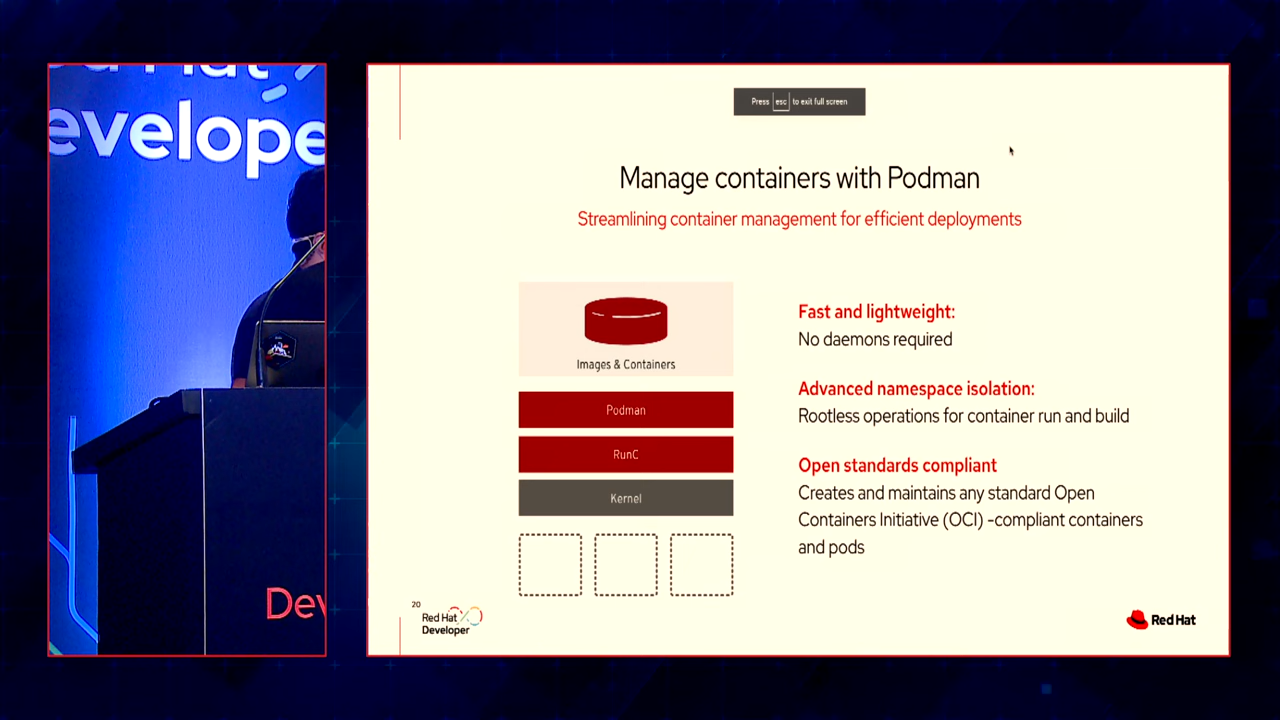 evelope
Dev
Press esc to exit full screen
Manage containers with Podman
Streamlining container management for efficient deployments
Images & Containers
Podman
RunC
Kernel
Fast and lightweight:
No daemons required
Advanced namespace isolation:
Rootless operations for container run and build
Open standards compliant
Creates and maintains any standard Open
Containers Initiative (OCI) -compliant containers
and pods
20
Red Hat
Developer
Red Hat